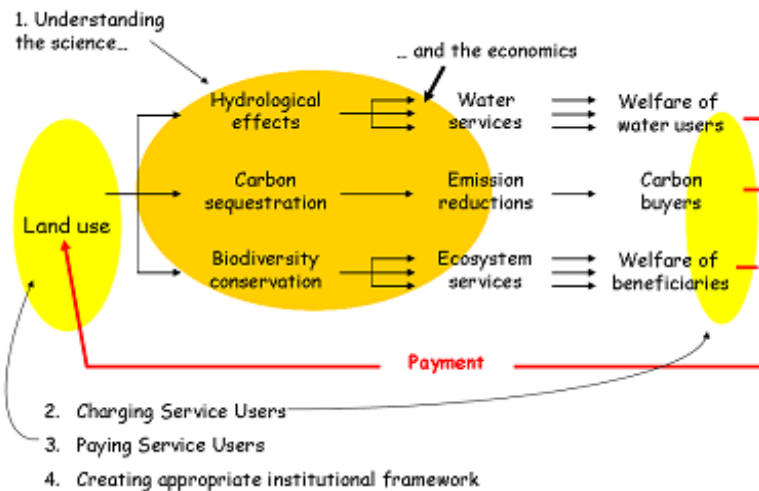 1. Understanding
the science...
... and the economics
Hydrological
effects
Water
services
Welfare of
water users
Land use
Carbon
sequestration
Emission
reductions
Carbon
buyers
Biodiversity
conservation
Ecosystem
services
Welfare of
beneficiaries
Payment
2. Charging Service Users
3. Paying Service Users
4. Creating appropriate institutional framework